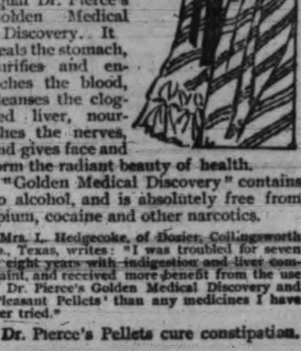 qual Dr. Pierce's
olden Medical
Discovery. It
eals the stomach,
urifies and en-
ches the blood,
leanses the clog-
ed liver, nour-
hes the nerves,
nd gives face and
orm the radiant beauty of health.
"Golden Medical Discovery" contains
o alcohol, and is absolutely free from
pium, cocaine and other narcotics.
Mrs. L. Hedgecoke, of Dozier, Collingsworth
o., Texas, writes: "I was troubled for seven
eight years with indigestion and liver com-
aint, and received more benefit from the use
Dr. Pierce's Golden Medical Discovery and
leasant Pellets' than any medicines I have
er tried."
Dr. Pierce's Pellets cure constipation.